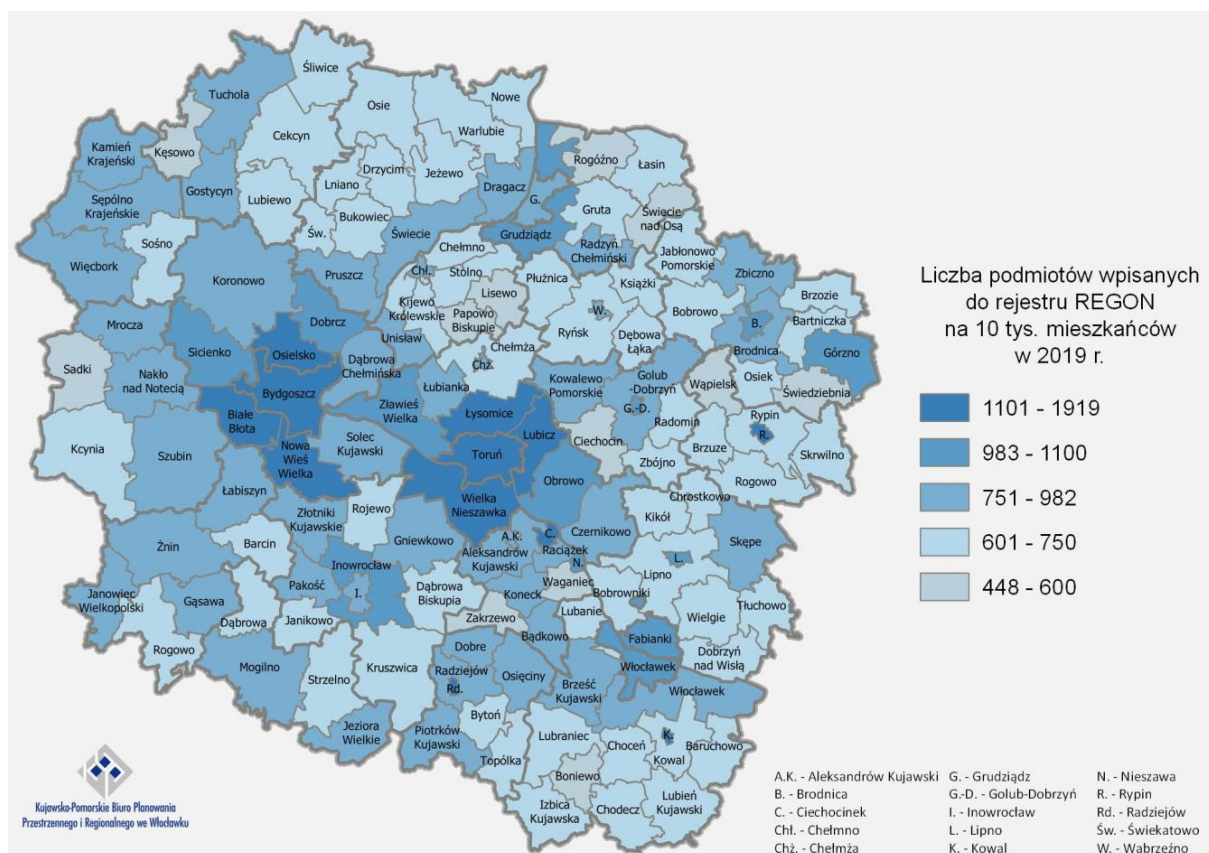 Śliwice
Tuchola
Nowe
Osie
Warlubie
Cekcyn
Kęsowo
Kamień
Krajeński
Rogóźno
Łasin
Drzycim
Jeżewo
Dragacz
Gostycyn
Lniano
Lubiewo
Sępólno
Krajeńskie
G.
Gruta
Świecie
nad Osą
Bukowiec
Św.
Świecie
Grudziądz
Sośno
Radzyń
Chełmiński
Jabłonowo
Pomorskie
Więcbork
Chełmno
Chł.
Stolno
Zbiczno
Koronowo
Pruszcz
Płużnica
Książki
Lisewo
Brzozie
Kijewo
Królewskie
Papowo
Biskupie
W.
Bobrowo
Bartniczka
Mrocza
Dobrcz
Unisław
Ryńsk
Dębowa
Łąka
B.
Brodnica
Górzno
Sicienko
Osielsko
Chełmża
Dąbrowa
Chełmińska
Chż.
Sadki
Nakło
nad Notecią
Łubianka
Kowalewo
Pomorskie
Golub
-Dobrzyń
Wąpielsk
Osiek
Świedziebnia
Bydgoszcz
Zławieś
Wielka
Łysomice
G.-D.
Radomin
Rypin
R.
Białe
Błota
Lubicz
Ciechocin
Brzuze
Kcynia
Szubin
Nowa
Wieś
Wielka
Solec
Kujawski
Toruń
Zbójno
Skrwilno
Łabiszyn
Obrowo
Rogowo
Wielka
Nieszawka
Rojewo
Chrostkowo
Złotniki
Kujawskie
Kikół
Gniewkowo
A.K.
C.
Czernikowo
Raciążek
Barcin
Żnin
Aleksandrów
Kujawski
N.
Skępe
Inowrocław
L.
Lipno
Pakość
I.
Waganiec
Janowiec
Wielkopolski
Gąsawa
Dąbrowa
Biskupia
Koneck
Bobrowniki
Tłuchowo
Dąbrowa
Janikowo
Lubanie
Wielgie
Zakrzewo
Rogowo
Bądkowo
Fabianki
Mogilno
Kruszwica
Dobre
Dobrzyń
nad Wisłą
Strzelno
Radziejów
Rd.
Osięciny
Włocławek
Brześć
Kujawski
Włocławek
Bytoń
Jeziora
Wielkie
Piotrków
Kujawski
Lubraniec
Choceń
K.
Kowal
Baruchowo
Topólka
Boniewo
Izbica
Kujawska
Chodecz
Lubień
Kujawski
Liczba podmiotów wpisanych
do rejestru REGON
na 10 tys. mieszkańców
w 2019 r.
1101 - 1919
983 - 1100
751 - 982
601 - 750
448 - 600
Kujawsko-Pomorskie Biuro Planowania
Przestrzennego i Regionalnego we Włocławku
A.K. - Aleksandrów Kujawski
B. - Brodnica
C. - Ciechocinek
Chł. - Chełmno
Chż. - Chełmża
G. - Grudziądz
G.-D. - Golub-Dobrzyń
I. - Inowrocław
L. - Lipno
K. - Kowal
N. - Nieszawa
R. - Rypin
Rd. - Radziejów
Św. - Świekatowo
W. - Wąbrzeźno